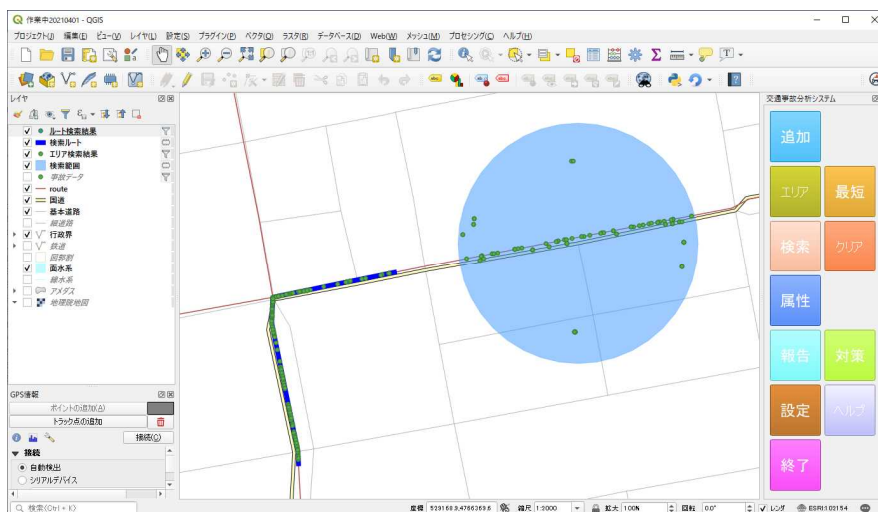 作業中20210401 - QGIS
プロジェクト(J) 編集(E) ビュー(V) レイヤ(L) 設定(S) プラグイン(P) ベクタ(O) ラスタ(R) データベース(D) Web(W) メッシュ(M) プロセシング(C) ヘルプ(H)
レイヤ
ルート検索結果
検索ルート
エリア検索結果
検索範囲
事故データ
route
国道
基本道路
線道路
行政界
鉄道
図郭割
面水系
線水系
アメダス
地理院地図
GPS情報
ポイントの追加(A)
トラック点の追加
接続(C)
接続
自動検出
シリアルデバイス
検索(Ctrl + K)
交通事故分析システム
追加
エリア 最短
検索 クリア
属性
報告 対策
設定 ヘルプ
終了
座標 529168.9,4766369.6 縮尺 1:2000 拡大 100% 回転 0.0° レンダ ESRI:102154